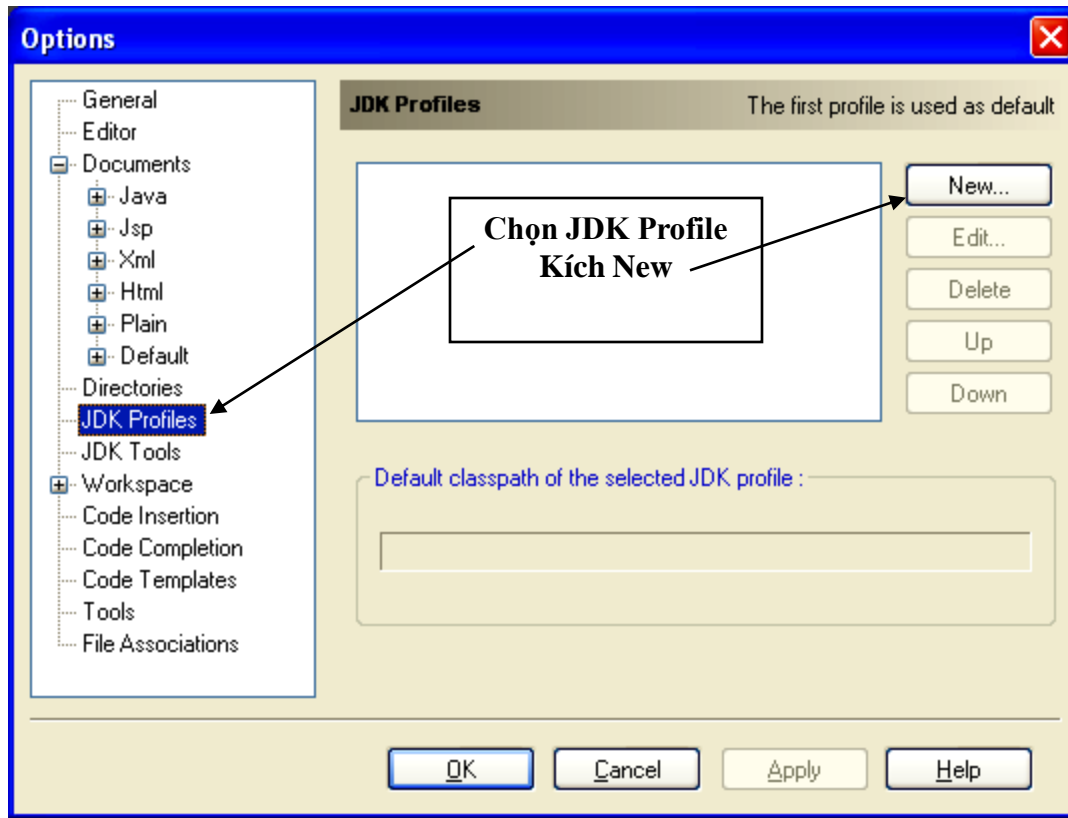 Options
General
Editor
Documents
Java
Jsp
Xml
Html
Plain
Default
Directories
JDK Profiles
JDK Tools
Workspace
Code Insertion
Code Completion
Code Templates
Tools
File Associations
JDK Profiles The first profile is used as default
Chọn JDK Profile
Kích New
New...
Edit...
Delete
Up
Down
Default classpath of the selected JDK profile :
OK Cancel Apply Help